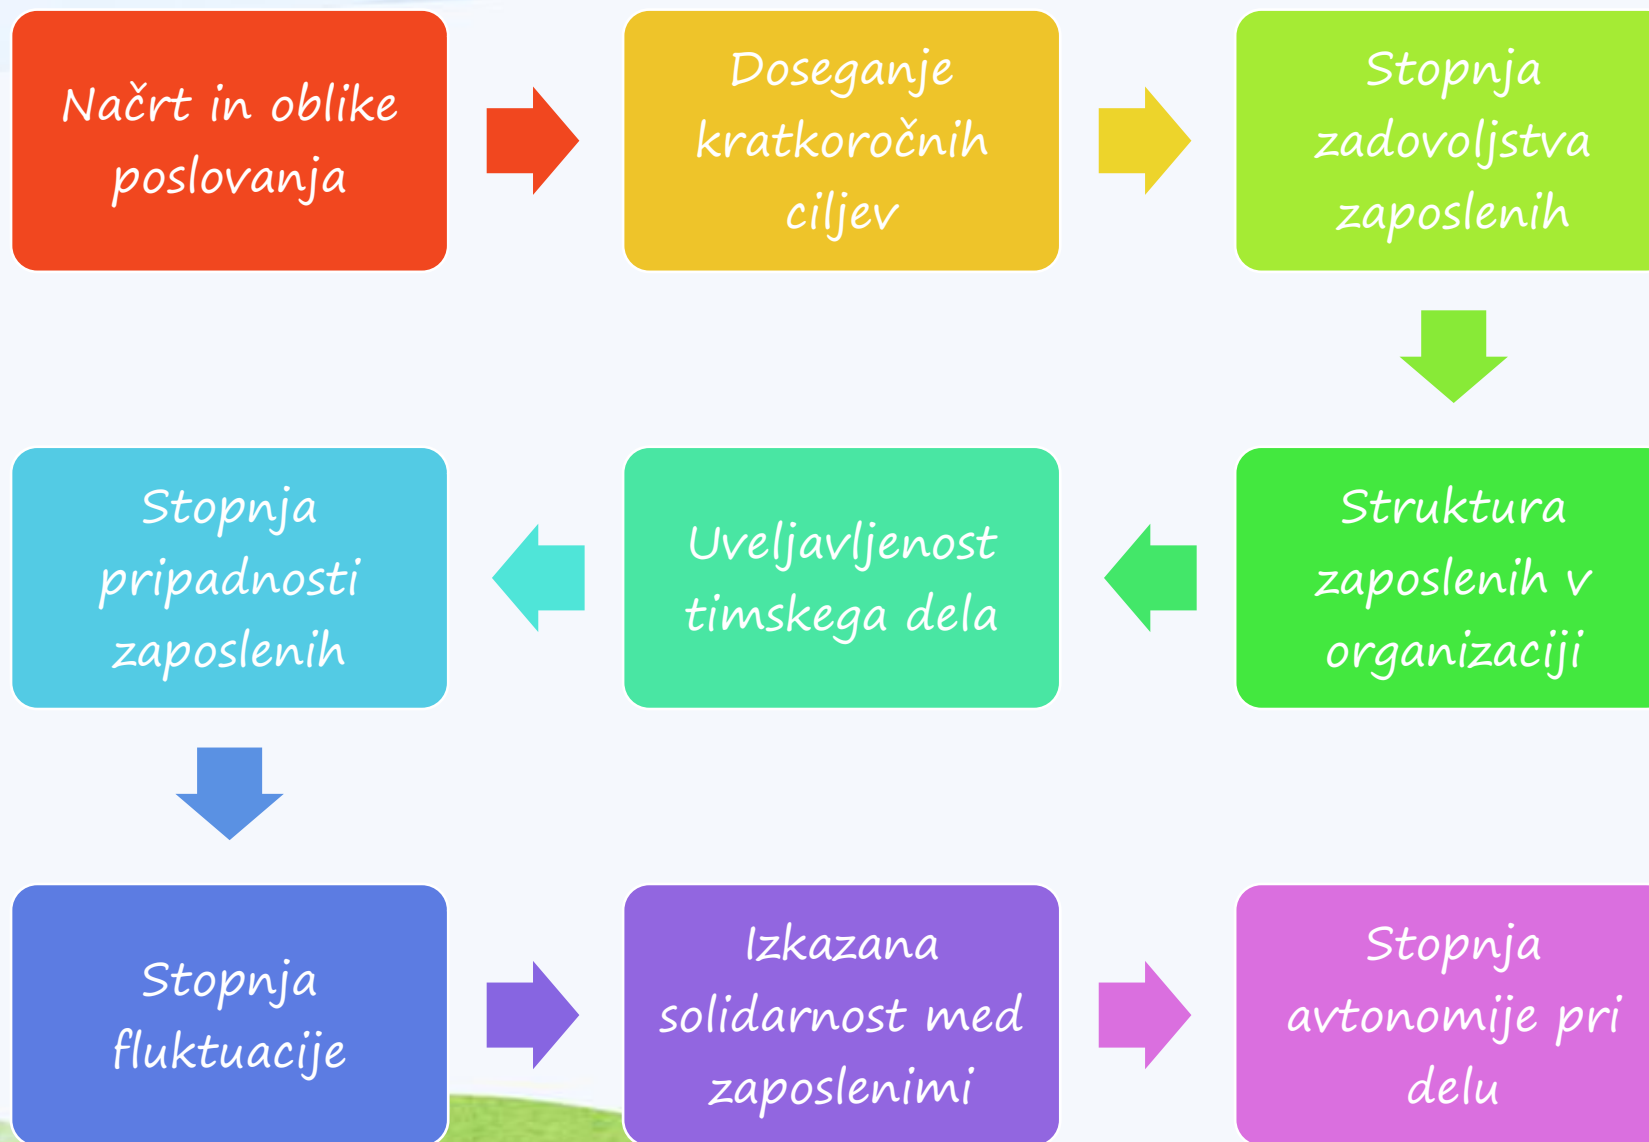 Načrt in oblike
poslovanja
Doseganje
kratkoročnih
ciljev
Stopnja
zadovoljstva
zaposlenih
Struktura
zaposlenih v
organizaciji
Uveljavljenost
timskega dela
Stopnja
pripadnosti
zaposlenih
Stopnja
fluktuacije
Izkazana
solidarnost med
zaposlenimi
Stopnja
avtonomije pri
delu